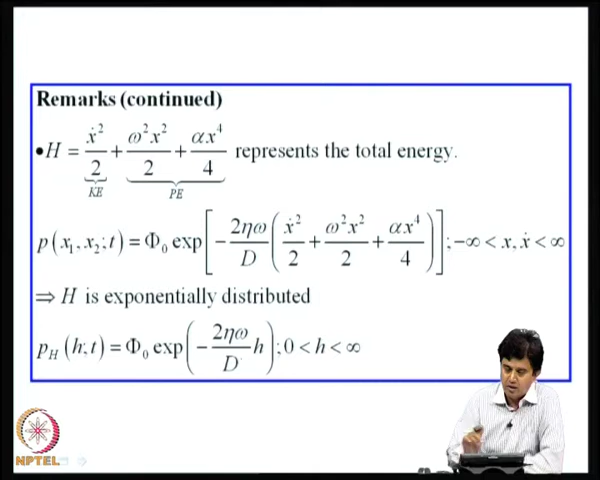 Remarks (continued)
•H = ẋ²/2 + ω²x²/2 + αx⁴/4 represents the total energy.
KE PE
p(x₁, x₂; t) = Φ₀ exp[−2ηω/D (ẋ²/2 + ω²x²/2 + αx⁴/4)]; −∞ < x, ẋ < ∞
⇒ H is exponentially distributed
p_H(h; t) = Φ₀ exp(−2ηω/D h); 0 < h < ∞
NPTEL